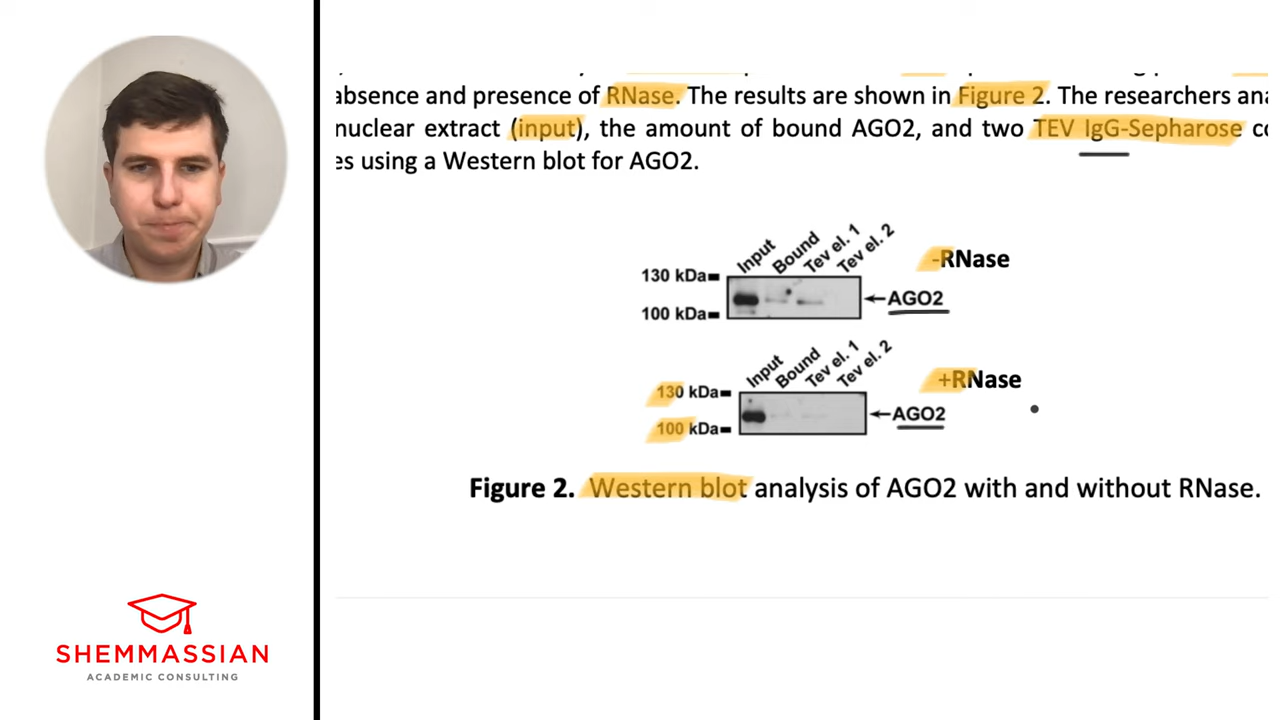 absence and presence of RNase. The results are shown in Figure 2. The researchers ana
nuclear extract (input), the amount of bound AGO2, and two TEV IgG-Sepharose co
es using a Western blot for AGO2.
Input Bound Tev el. 1 Tev el. 2
-RNase
130 kDa
←AGO2
100 kDa
Input Bound Tev el. 1 Tev el. 2
+RNase
130 kDa
←AGO2
100 kDa
Figure 2. Western blot analysis of AGO2 with and without RNase.
SHEMMASSIAN
ACADEMIC CONSULTING